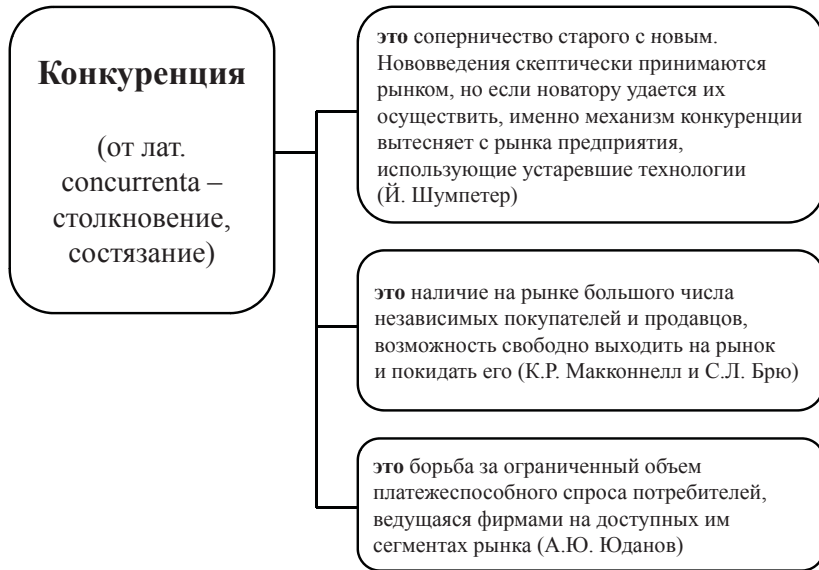 Конкуренция
(от лат.
concurrenta –
столкновение,
состязание)
это соперничество старого с новым.
Нововведения скептически принимаются
рынком, но если новатору удается их
осуществить, именно механизм конкуренции
вытесняет с рынка предприятия,
использующие устаревшие технологии
(Й. Шумпетер)
это наличие на рынке большого числа
независимых покупателей и продавцов,
возможность свободно выходить на рынок
и покидать его (К.Р. Макконнелл и С.Л. Брю)
это борьба за ограниченный объем
платежеспособного спроса потребителей,
ведущаяся фирмами на доступных им
сегментах рынка (А.Ю. Юданов)